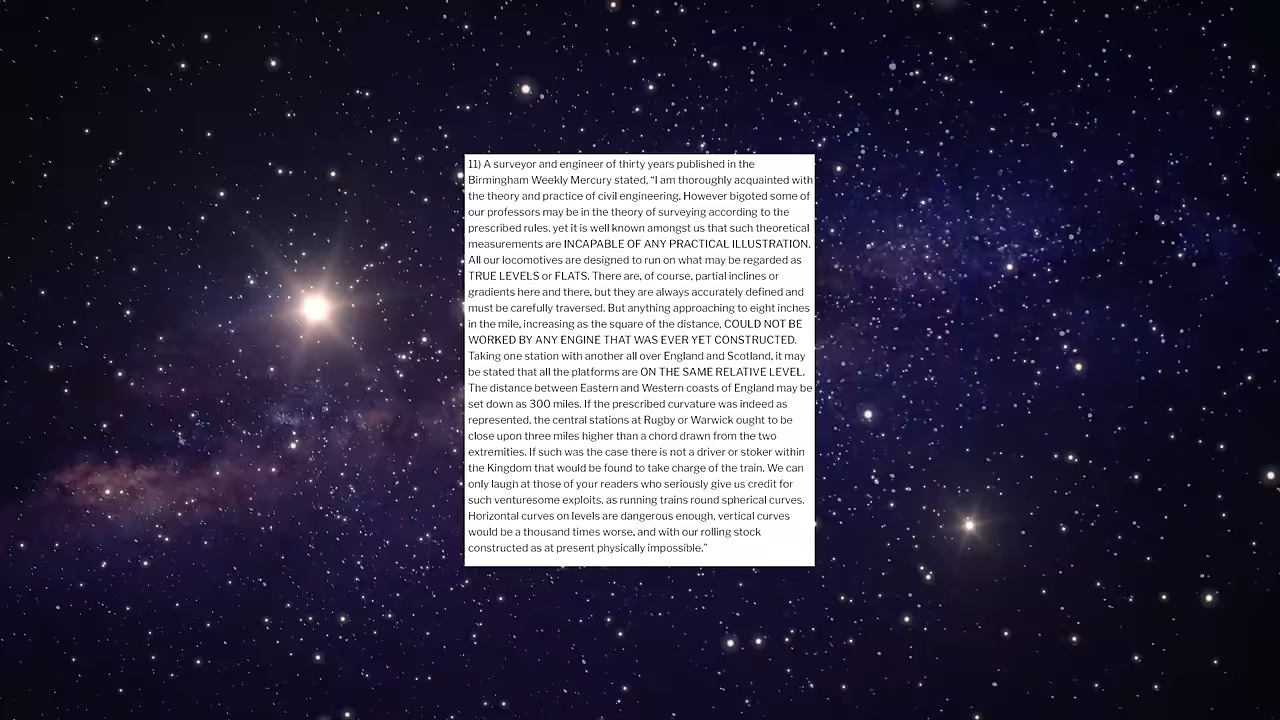 11) A surveyor and engineer of thirty years published in the
Birmingham Weekly Mercury stated, “I am thoroughly acquainted with
the theory and practice of civil engineering. However bigoted some of
our professors may be in the theory of surveying according to the
prescribed rules, yet it is well known amongst us that such theoretical
measurements are INCAPABLE OF ANY PRACTICAL ILLUSTRATION.
All our locomotives are designed to run on what may be regarded as
TRUE LEVELS or FLATS. There are, of course, partial inclines or
gradients here and there, but they are always accurately defined and
must be carefully traversed. But anything approaching to eight inches
in the mile, increasing as the square of the distance, COULD NOT BE
WORKED BY ANY ENGINE THAT WAS EVER YET CONSTRUCTED.
Taking one station with another all over England and Scotland, it may
be stated that all the platforms are ON THE SAME RELATIVE LEVEL.
The distance between Eastern and Western coasts of England may be
set down as 300 miles. If the prescribed curvature was indeed as
represented, the central stations at Rugby or Warwick ought to be
close upon three miles higher than a chord drawn from the two
extremities. If such was the case there is not a driver or stoker within
the Kingdom that would be found to take charge of the train. We can
only laugh at those of your readers who seriously give us credit for
such venturesome exploits, as running trains round spherical curves.
Horizontal curves on levels are dangerous enough, vertical curves
would be a thousand times worse, and with our rolling stock
constructed as at present physically impossible.”